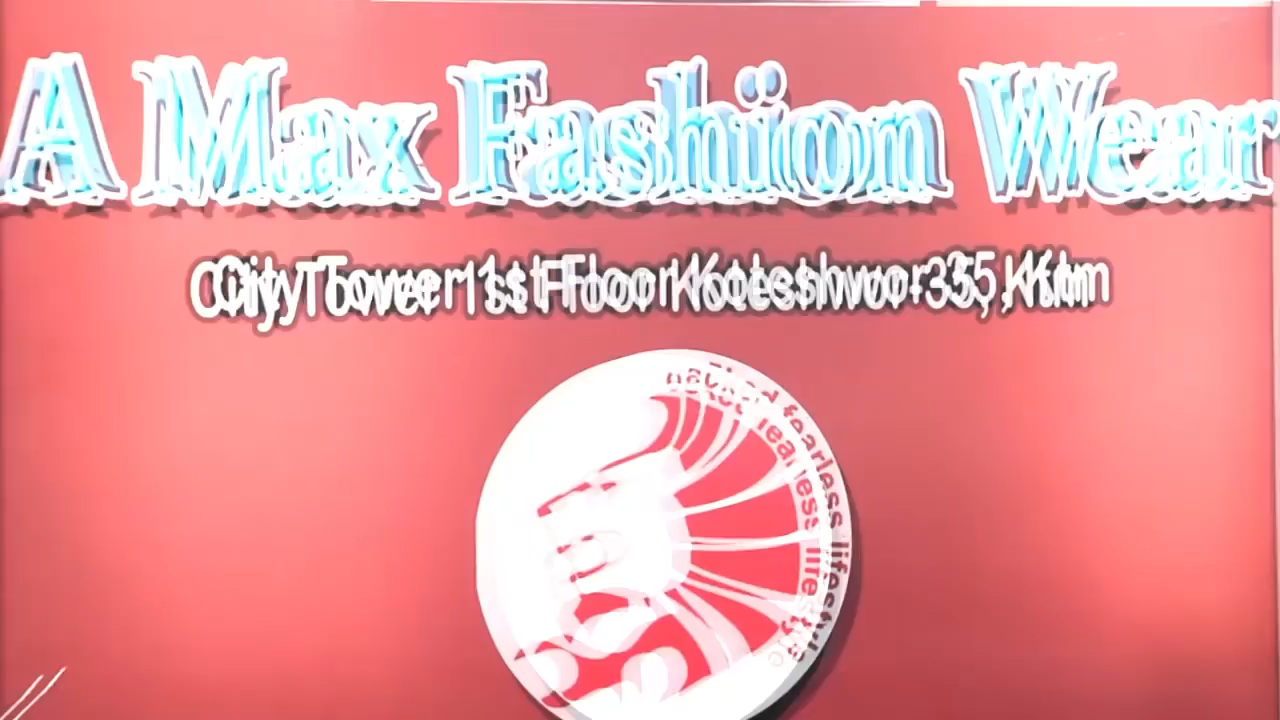 A Max Fashion Wear
City Tower 1st Floor Koteshwor-35, Ktm
fearless lifestyle